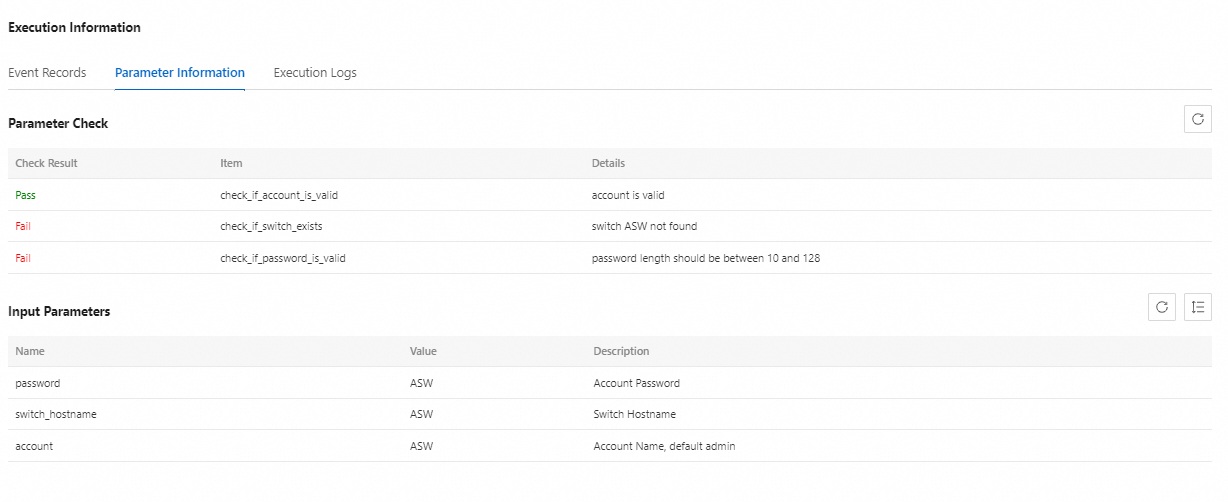 Execution Information
Event Records Parameter Information Execution Logs
Parameter Check
Check Result Item Details
Pass check_if_account_is_valid account is valid
Fail check_if_switch_exists switch ASW not found
Fail check_if_password_is_valid password length should be between 10 and 128
Input Parameters
Name Value Description
password ASW Account Password
switch_hostname ASW Switch Hostname
account ASW Account Name, default admin